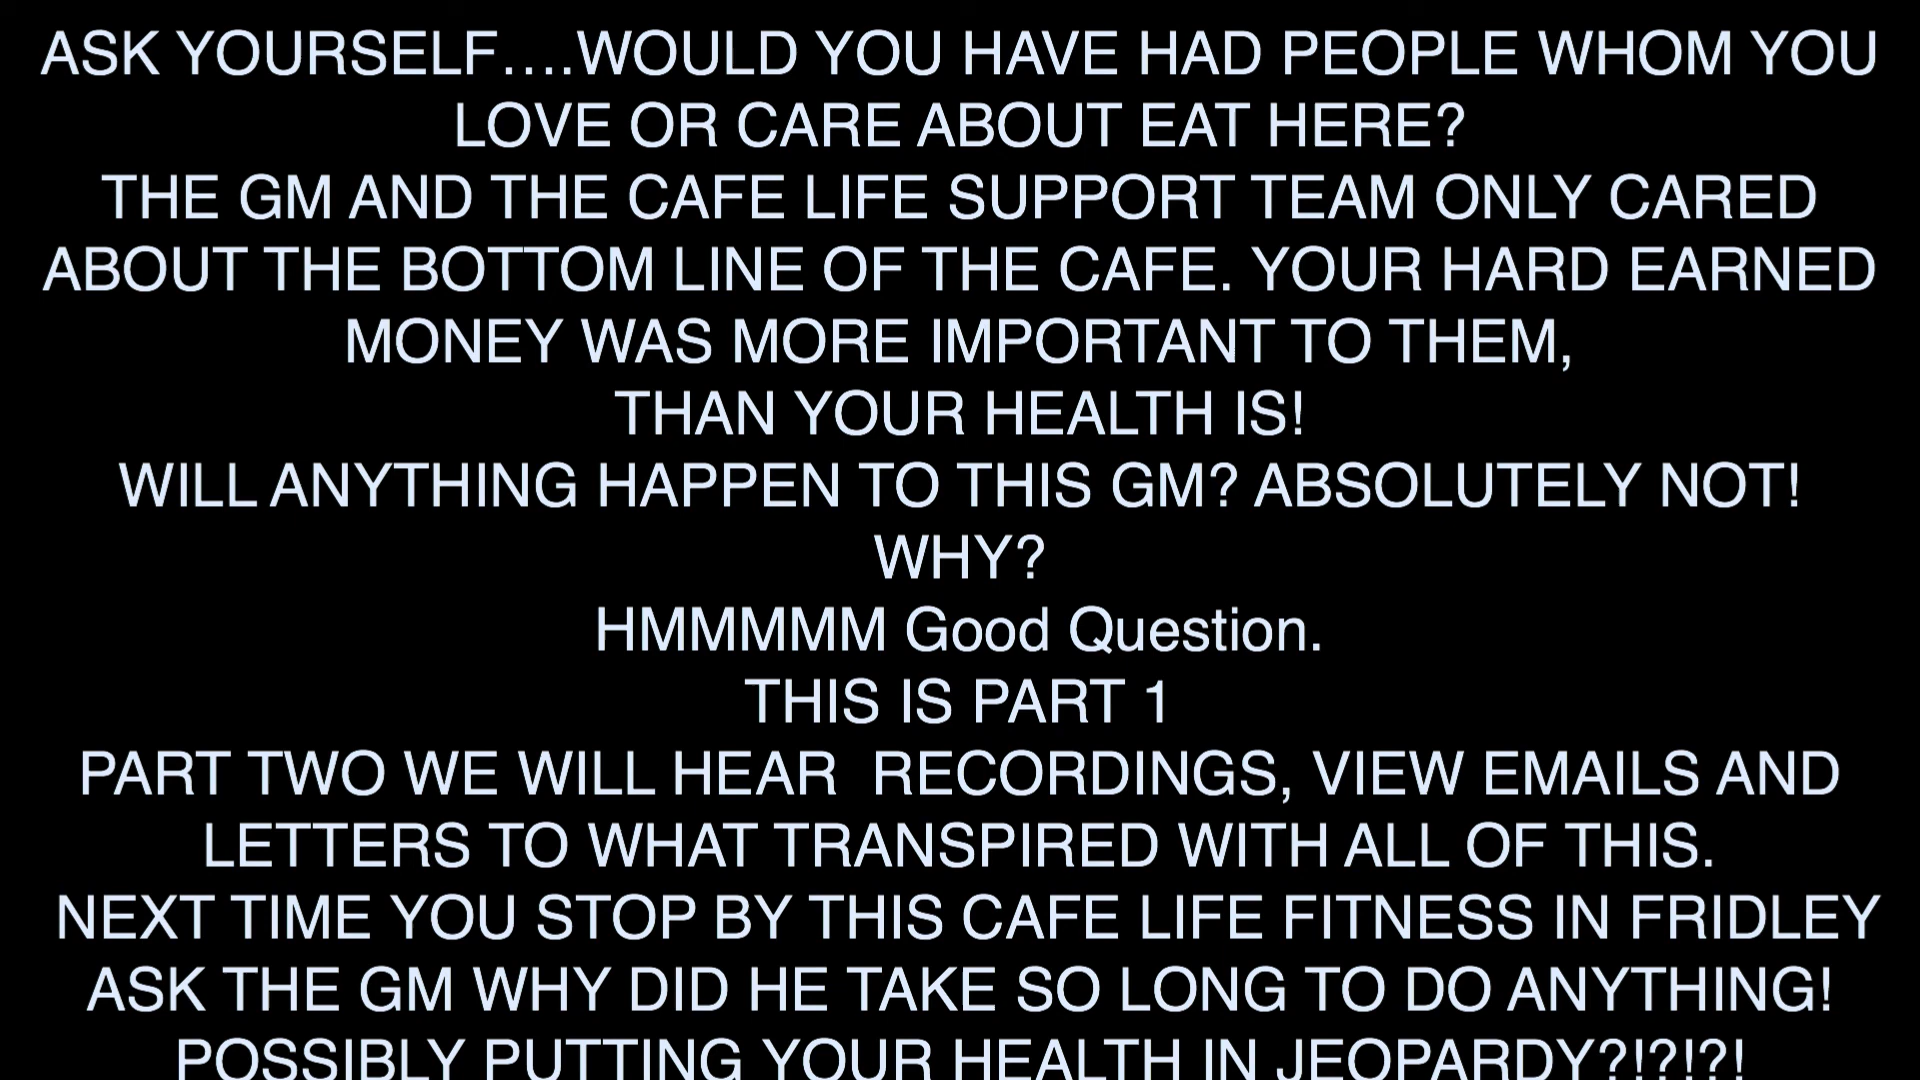 ASK YOURSELF....WOULD YOU HAVE HAD PEOPLE WHOM YOU
LOVE OR CARE ABOUT EAT HERE?
THE GM AND THE CAFE LIFE SUPPORT TEAM ONLY CARED
ABOUT THE BOTTOM LINE OF THE CAFE. YOUR HARD EARNED
MONEY WAS MORE IMPORTANT TO THEM,
THAN YOUR HEALTH IS!
WILL ANYTHING HAPPEN TO THIS GM? ABSOLUTELY NOT!
WHY?
HMMMMM Good Question.
THIS IS PART 1
PART TWO WE WILL HEAR  RECORDINGS, VIEW EMAILS AND
LETTERS TO WHAT TRANSPIRED WITH ALL OF THIS.
NEXT TIME YOU STOP BY THIS CAFE LIFE FITNESS IN FRIDLEY
ASK THE GM WHY DID HE TAKE SO LONG TO DO ANYTHING!
POSSIBLY PUTTING YOUR HEALTH IN JEOPARDY?!?!?!